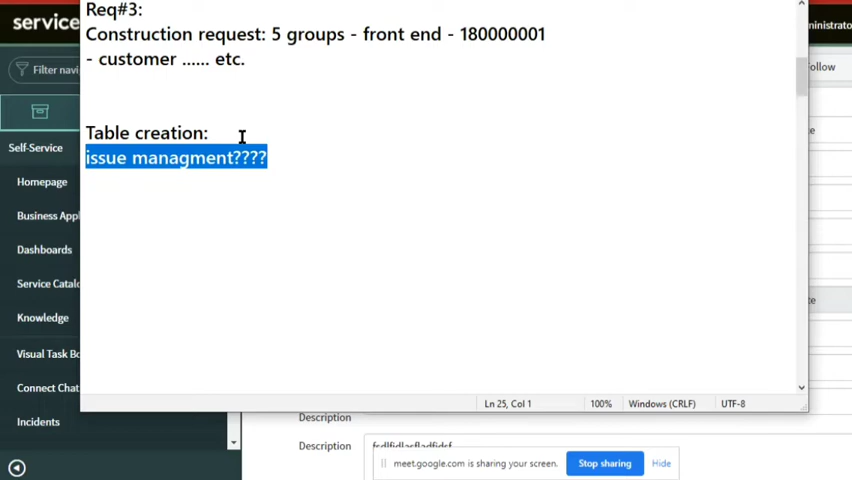 Req#3:
Construction request: 5 groups - front end - 180000001
- customer ...... etc.
Table creation:
issue managment????
Ln 25, Col 1
100%
Windows (CRLF)
UTF-8
service
Filter navi
Self-Service
Homepage
Business Appl
Dashboards
Service Catalo
Knowledge
Visual Task Bo
Connect Chat
Incidents
ministrato
ollow
Description
Description
meet.google.com is sharing your screen.
Stop sharing
Hide